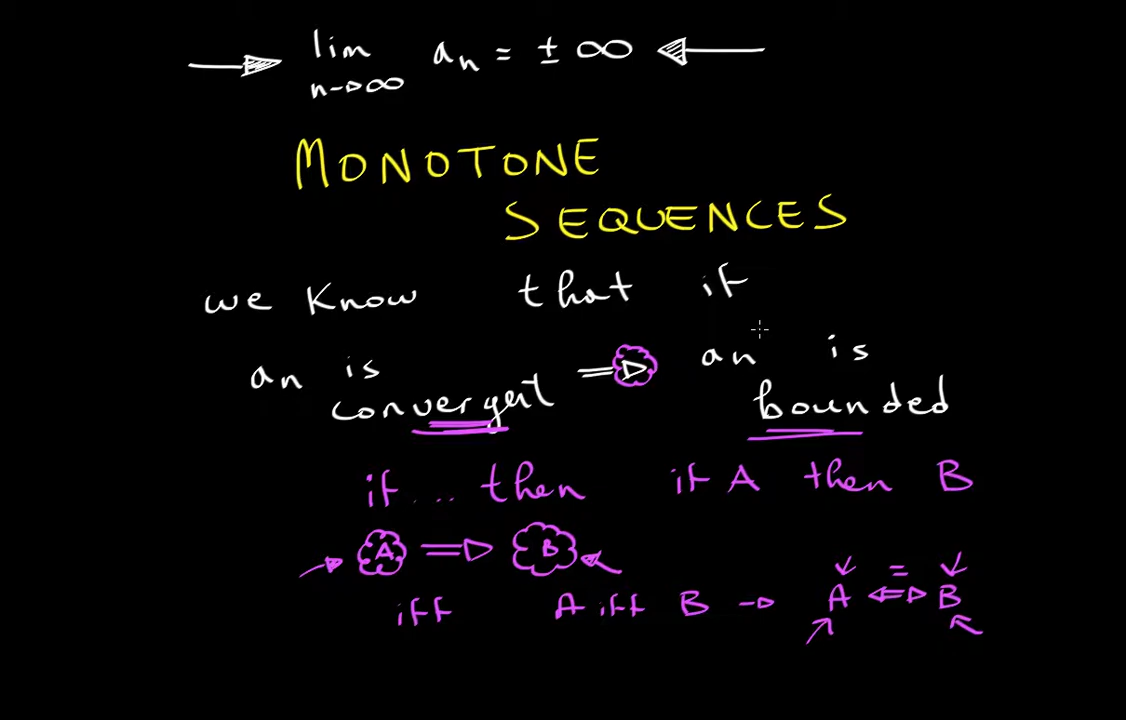 lim an = ± ∞
n→∞
MONOTONE
SEQUENCES
we know that if
an is convergent ⇒ an is bounded
if... then if A then B
A ⇒ B
iff A iff B → A ⇔ B
=